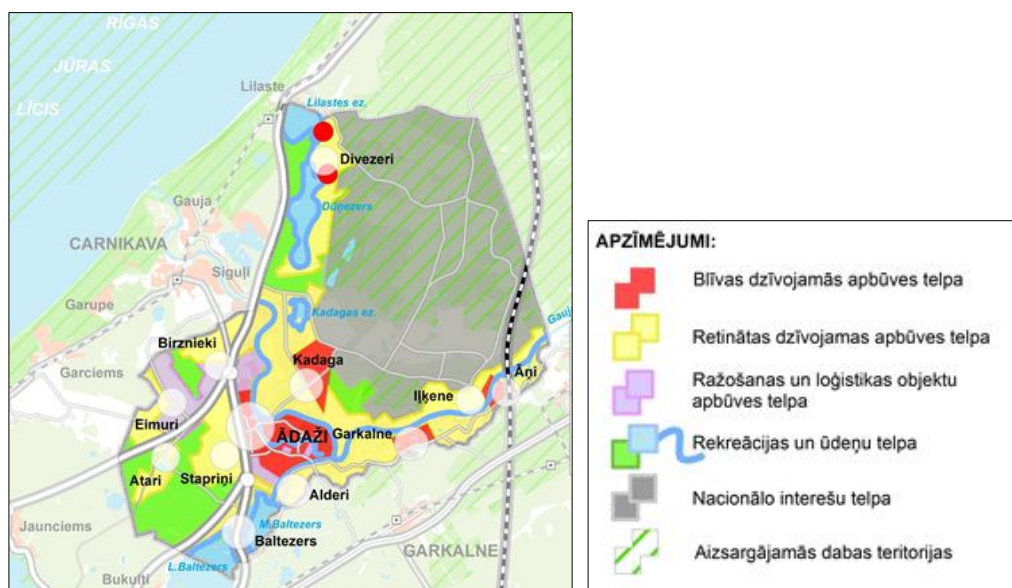 RĪGAS
JŪRAS
LĪCIS
Lilaste
Lilastes ez.
Divezeri
Dūņezers
Gauja
CARNIKAVA
Siguļi
Garupe
Kadagas ez.
Gauj
Birznieki
Garciems
Kadaga
Āņi
Iļķene
Eimuri
ĀDAŽI
Garkalne
Atari
Stapriņi
Alderi
Jaunciems
M.Baltezers
Baltezers
L.Baltezers
GARKALNE
Bukulti
APZĪMĒJUMI:
Blīvas dzīvojamās apbūves telpa
Retinātas dzīvojamas apbūves telpa
Ražošanas un loģistikas objektu
apbūves telpa
Rekreācijas un ūdeņu telpa
Nacionālo interešu telpa
Aizsargājamās dabas teritorijas